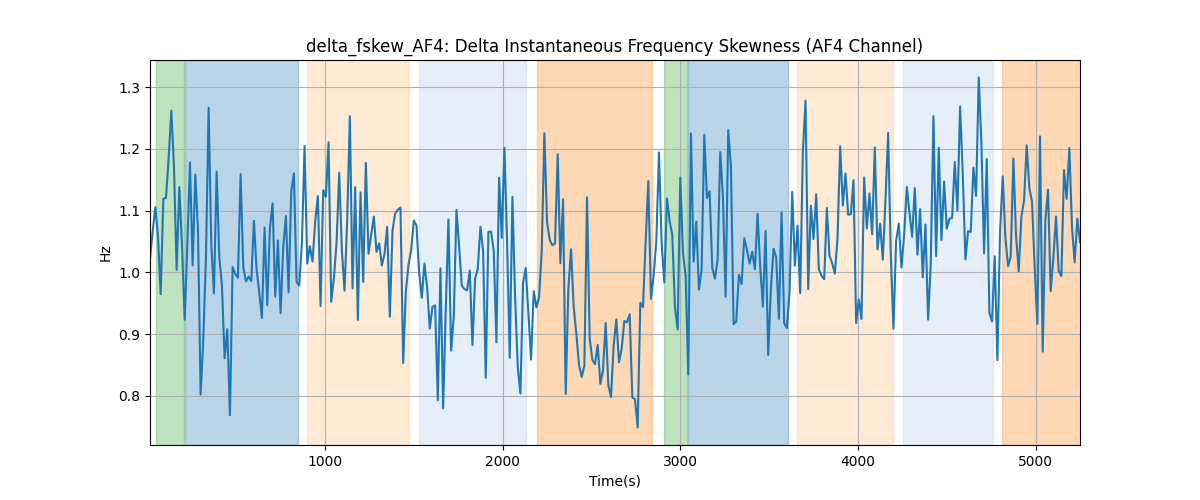 delta_fskew_AF4: Delta Instantaneous Frequency Skewness (AF4 Channel)
Hz
1.3
1.2
1.1
1.0
0.9
0.8
1000 2000 3000 4000 5000
Time(s)